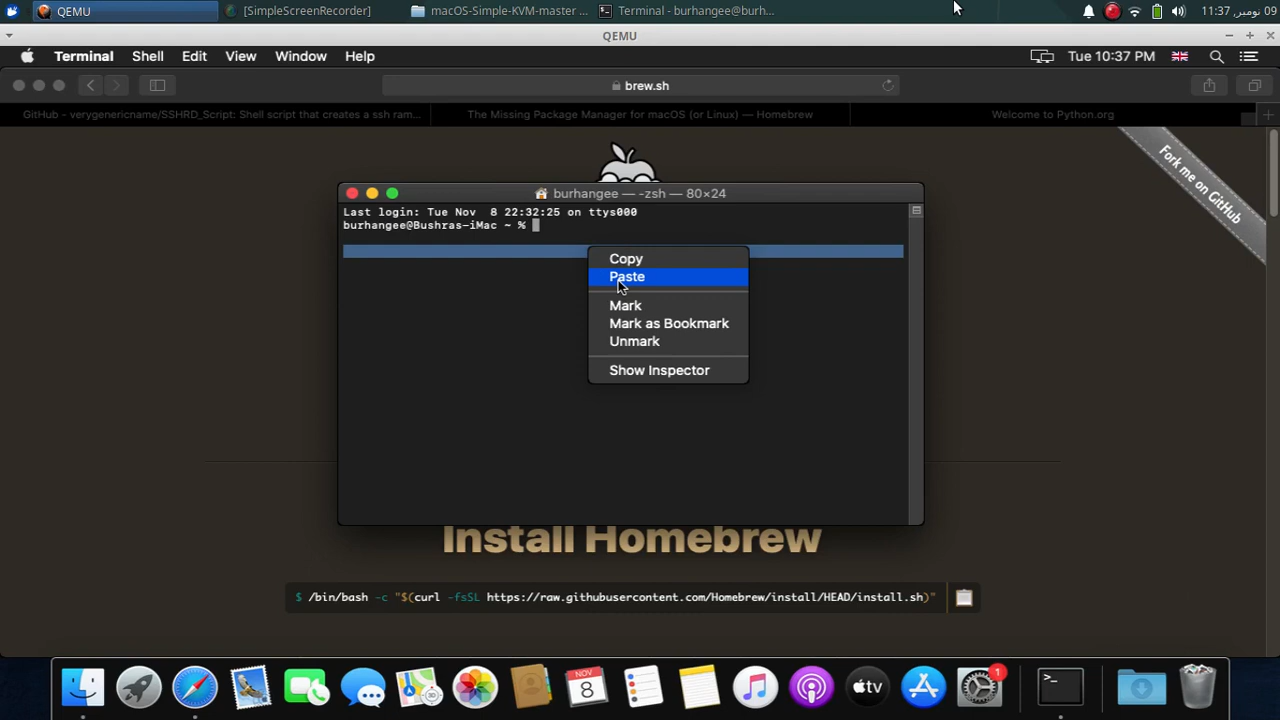 QEMU
[SimpleScreenRecorder]
macOS-Simple-KVM-master ...
Terminal - burhangee@burh...
09 نومبر, 11:37
QEMU
Terminal Shell Edit View Window Help
Tue 10:37 PM
brew.sh
GitHub - verygenericname/SSHRD_Script: Shell script that creates a ssh ram...
The Missing Package Manager for macOS (or Linux) — Homebrew
Welcome to Python.org
Fork me on GitHub
burhangee — -zsh — 80×24
Last login: Tue Nov  8 22:32:25 on ttys000
burhangee@Bushras-iMac ~ %
Copy
Paste
Mark
Mark as Bookmark
Unmark
Show Inspector
Install Homebrew
$ /bin/bash -c "$(curl -fsSL https://raw.githubusercontent.com/Homebrew/install/HEAD/install.sh)"
NOV
8
tv
1
>_